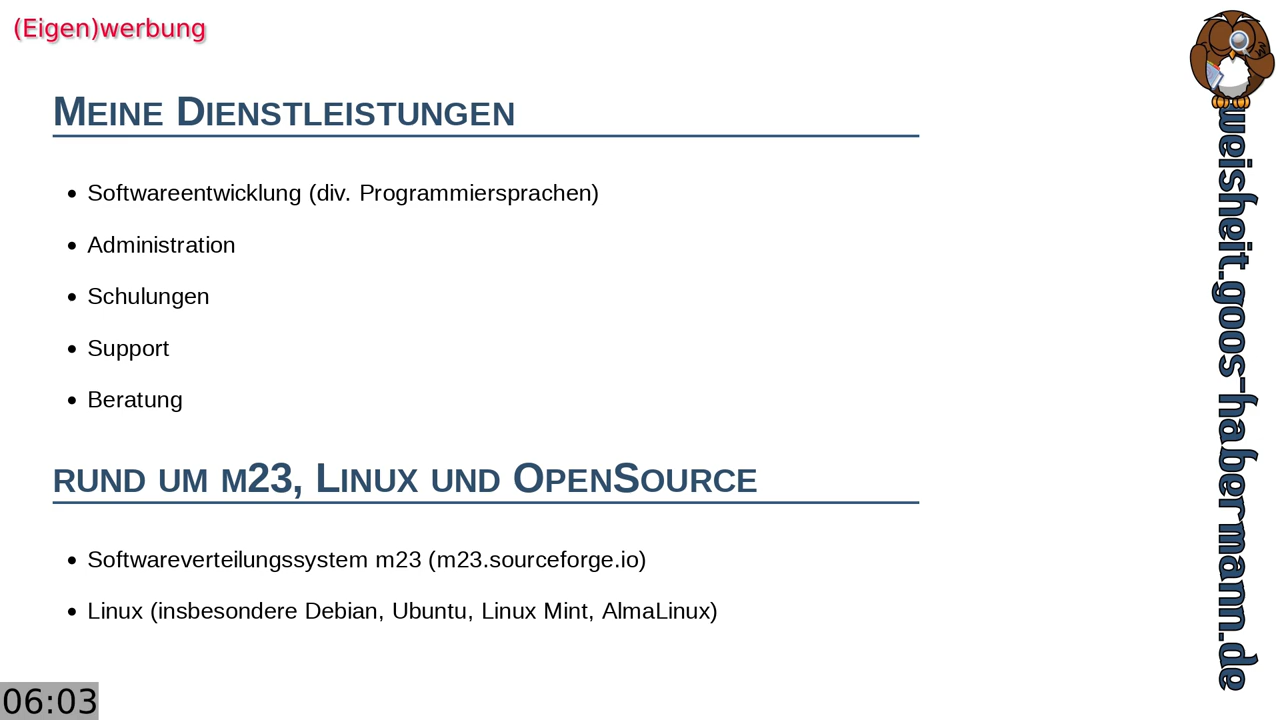 (Eigen)werbung
Meine Dienstleistungen
Softwareentwicklung (div. Programmiersprachen)
Administration
Schulungen
Support
Beratung
rund um m23, Linux und OpenSource
Softwareverteilungssystem m23 (m23.sourceforge.io)
Linux (insbesondere Debian, Ubuntu, Linux Mint, AlmaLinux)
06:03
weisheit.goos-habermann.de